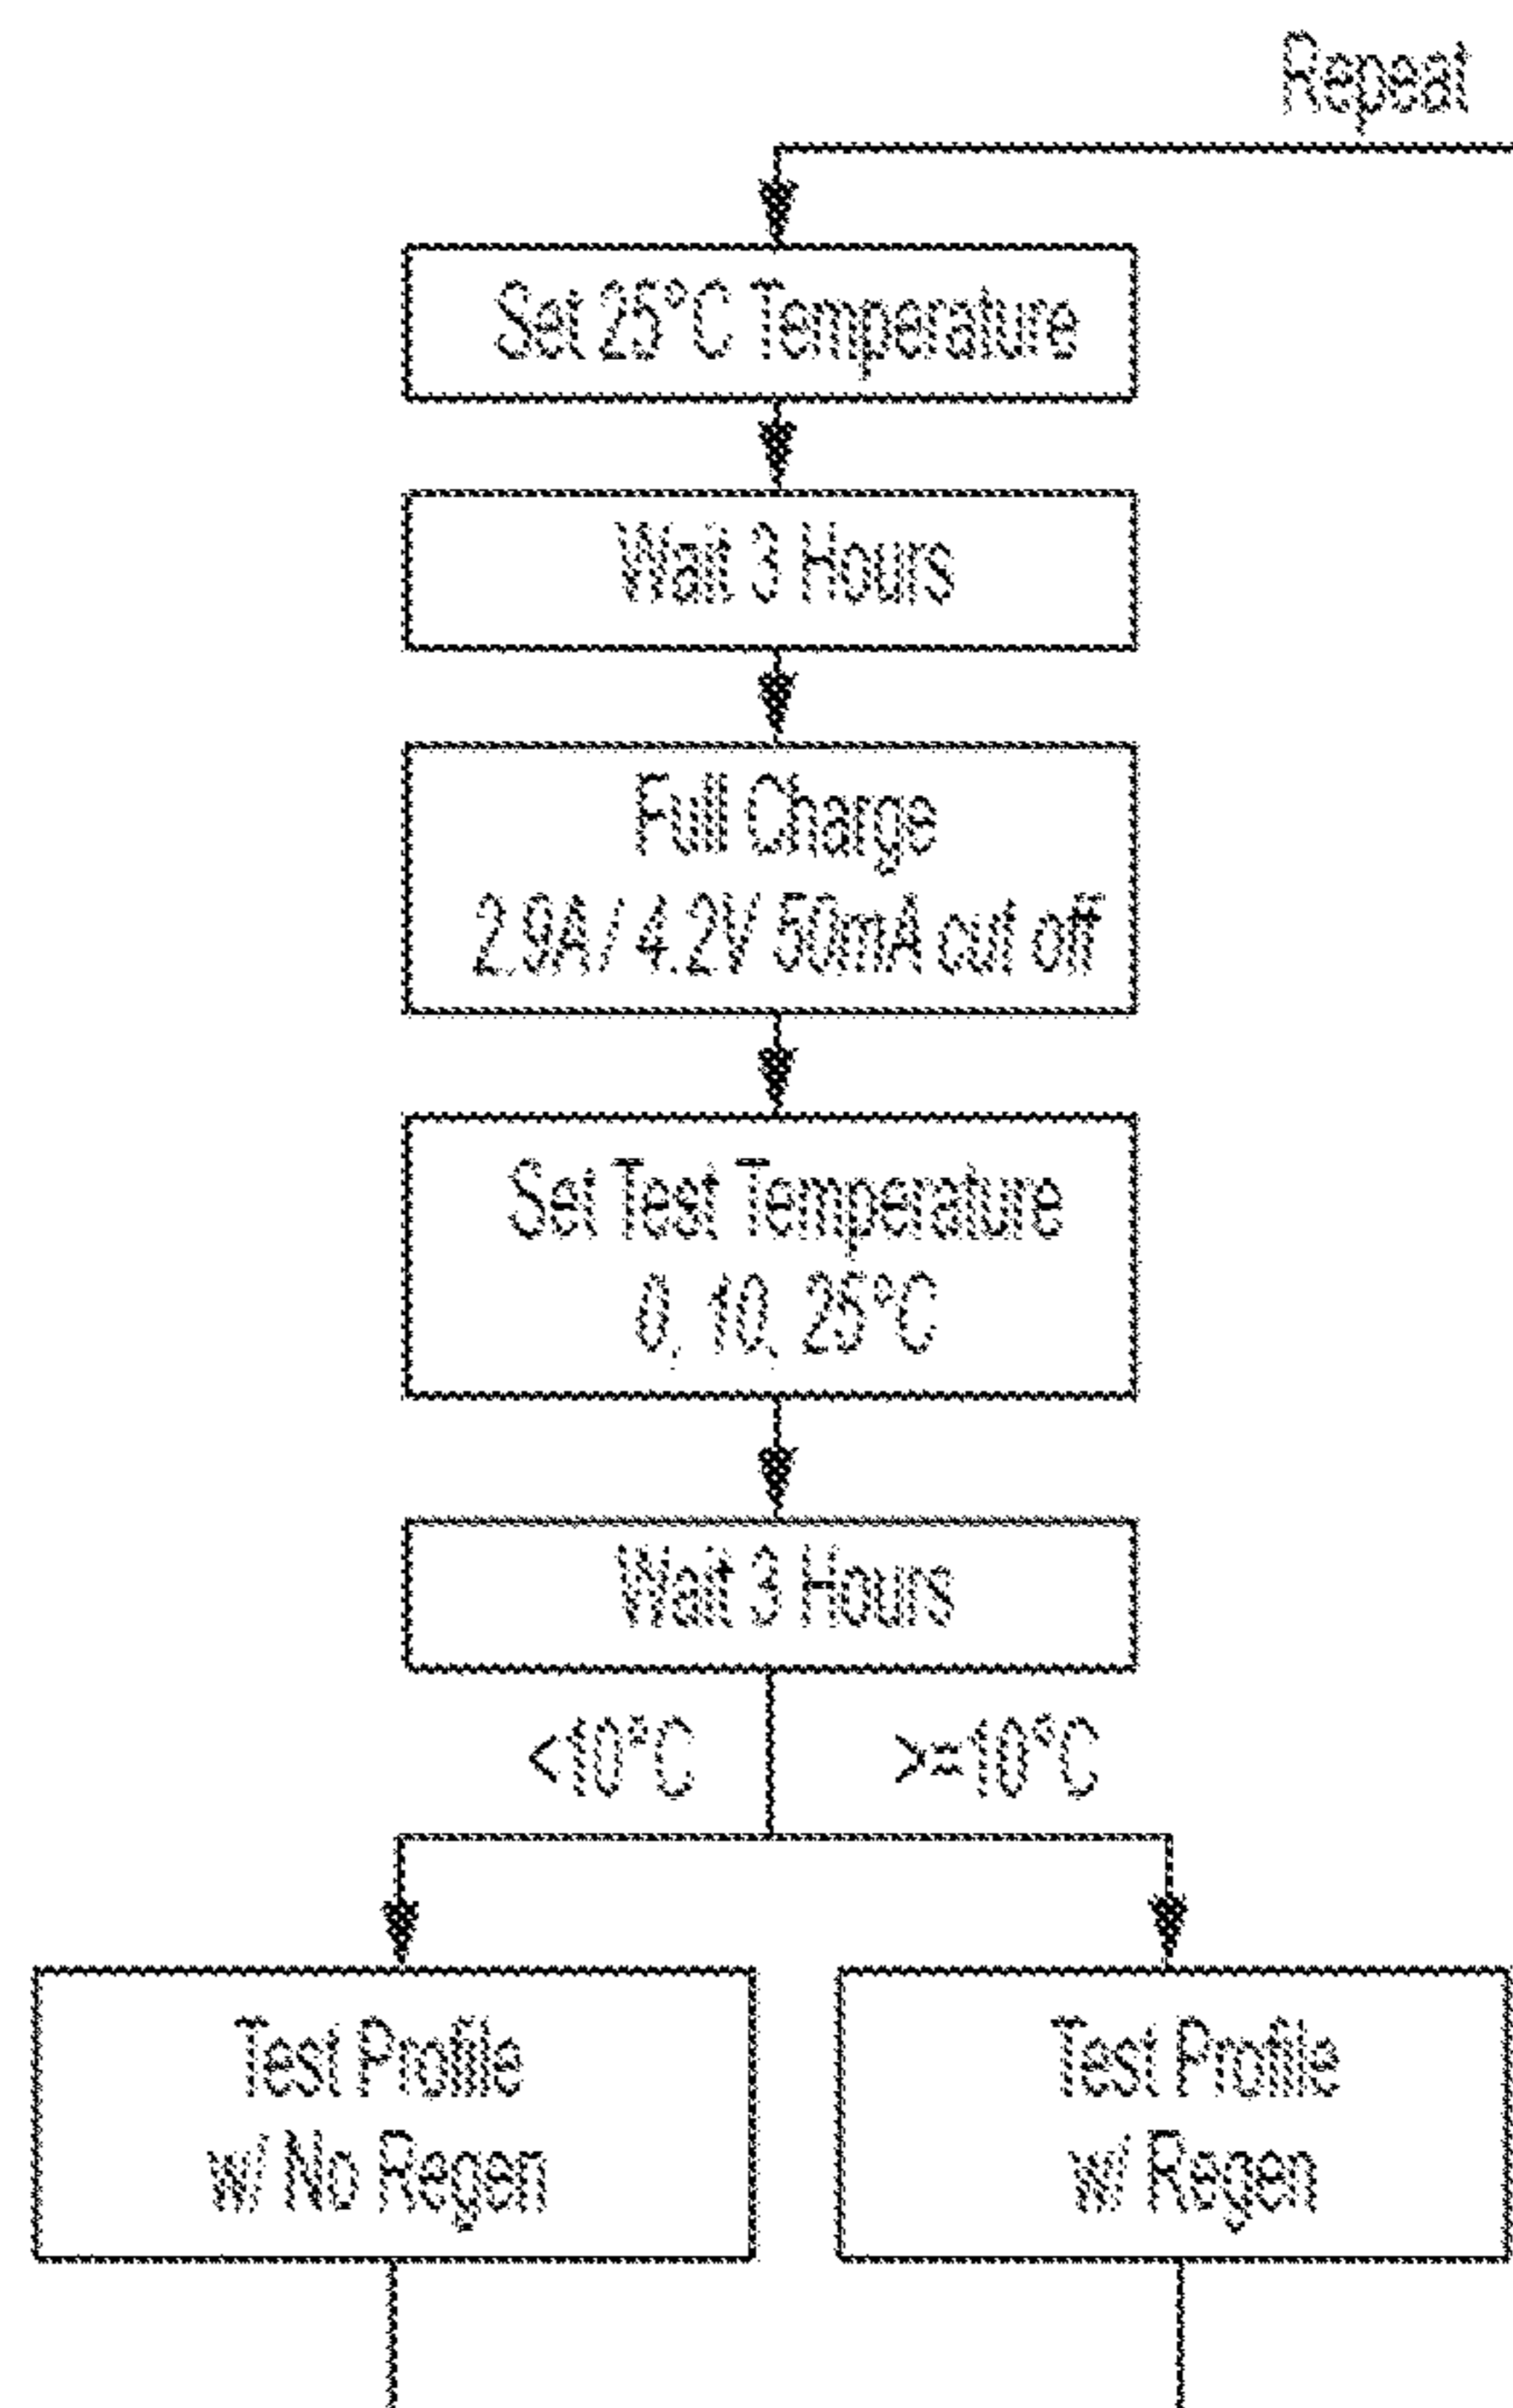 Repeat
Set 25°C Temperature
Wait 3 Hours
Full Charge
2.9A / 4.2V 50mA cut off
Set Test Temperature
0, 10, 25°C
Wait 3 Hours
<10°C
>=10°C
Test Profile
w/ No Regen
Test Profile
w/ Regen